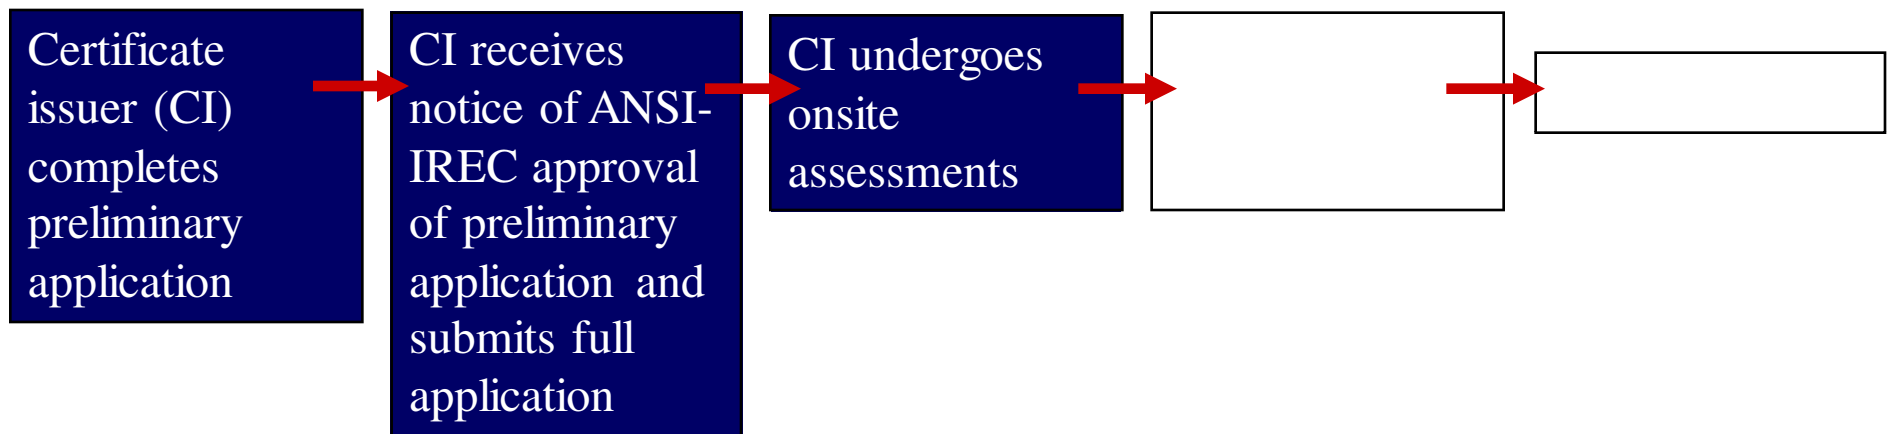 Certificate
issuer (CI)
completes
preliminary
application
CI receives
notice of ANSI-
IREC approval
of preliminary
application and
submits full
application
CI undergoes
onsite
assessments